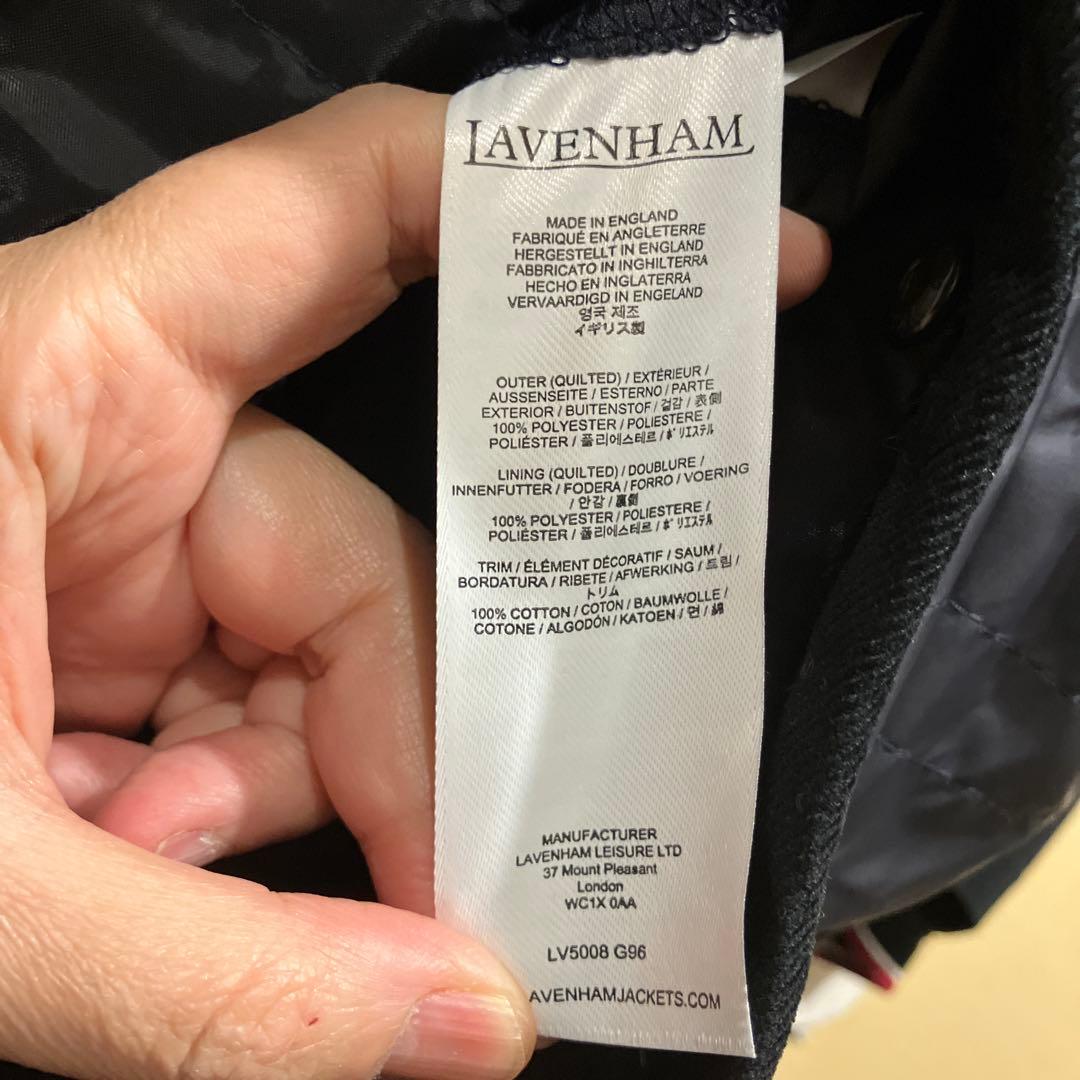 LAVENHAM
MADE IN ENGLAND
FABRIQUÉ EN ANGLETERRE
HERGESTELLT IN ENGLAND
FABBRICATO IN INGHILTERRA
HECHO EN INGLATERRA
VERVAARDIGD IN ENGELAND
영국 제조
イギリス製
OUTER (QUILTED) / EXTÉRIEUR /
AUSSENSEITE / ESTERNO / PARTE
EXTERIOR / BUITENSTOF / 겉감 / 表側
100% POLYESTER / POLIESTERE /
POLIÉSTER / 폴리에스테르 / ﾎﾟﾘｴｽﾃﾙ
LINING (QUILTED) / DOUBLURE /
INNENFUTTER / FODERA / FORRO / VOERING
/ 안감 / 裏側
100% POLYESTER / POLIESTERE /
POLIÉSTER / 폴리에스테르 / ﾎﾟﾘｴｽﾃﾙ
TRIM / ÉLÉMENT DÉCORATIF / SAUM /
BORDATURA / RIBETE / AFWERKING / 트림 /
トリム
100% COTTON / COTON / BAUMWOLLE /
COTONE / ALGODÓN / KATOEN / 면 / 綿
MANUFACTURER
LAVENHAM LEISURE LTD
37 Mount Pleasant
London
WC1X 0AA
LV5008 G96
AVENHAMJACKETS.COM